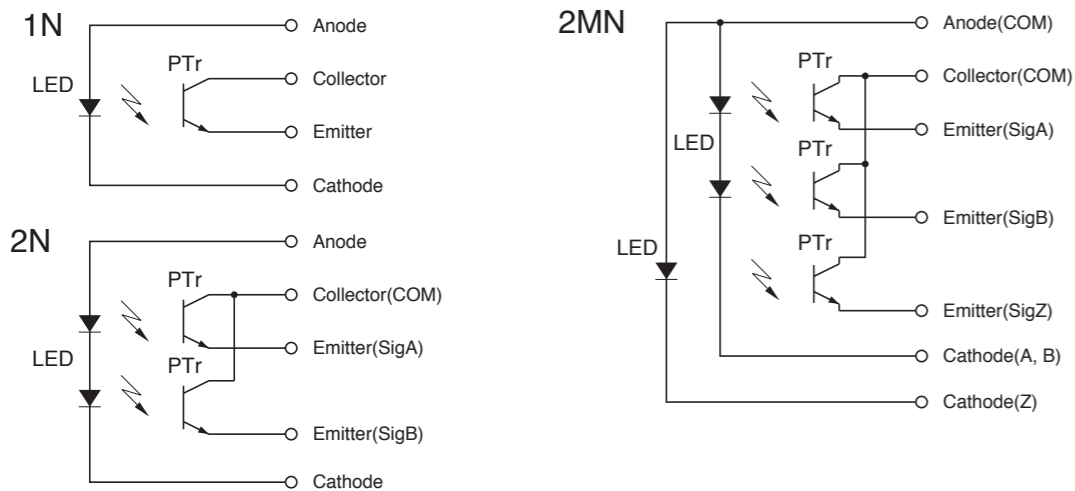 1N
Anode
PTr
LED
Collector
Emitter
Cathode
2N
Anode
PTr
Collector(COM)
LED
Emitter(SigA)
PTr
Emitter(SigB)
Cathode
2MN
Anode(COM)
PTr
Collector(COM)
LED
Emitter(SigA)
PTr
Emitter(SigB)
LED
PTr
Emitter(SigZ)
Cathode(A, B)
Cathode(Z)